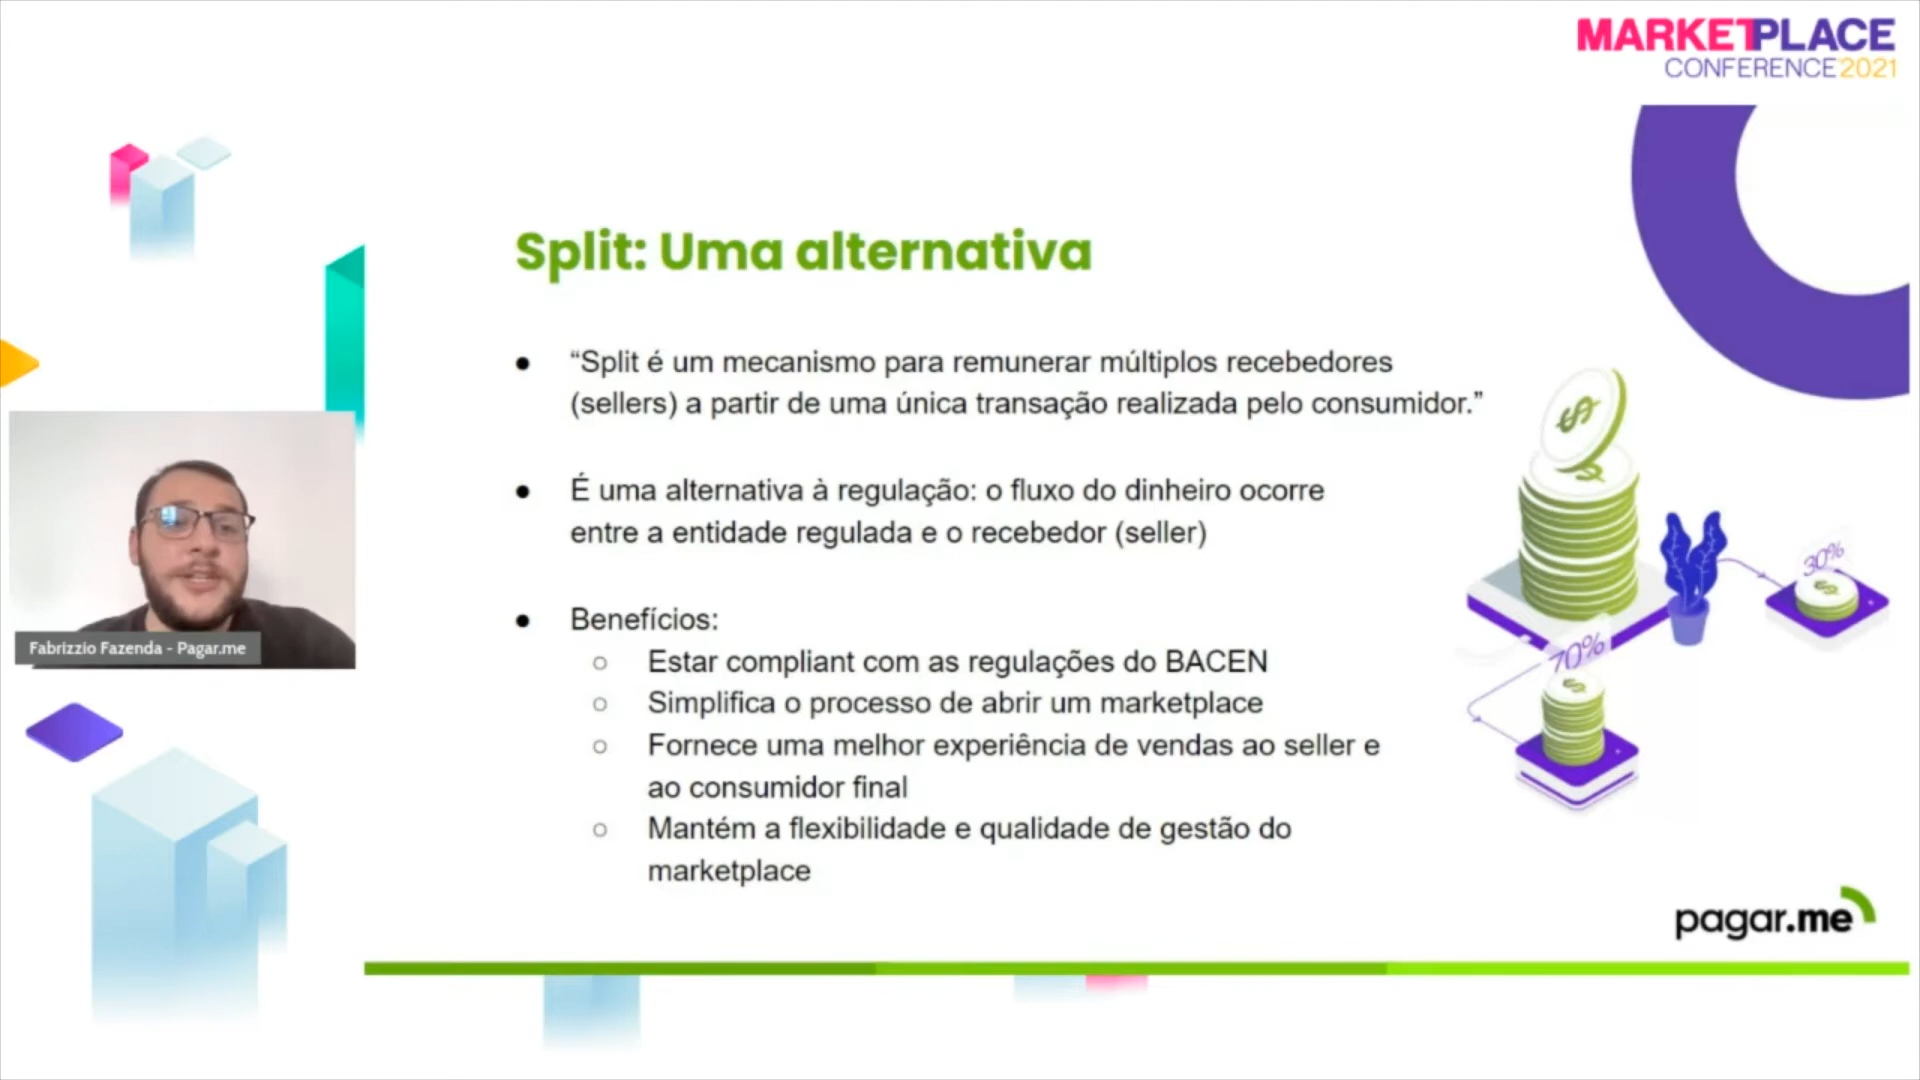 MARKETPLACE
CONFERENCE 2021
Split: Uma alternativa
● “Split é um mecanismo para remunerar múltiplos recebedores
(sellers) a partir de uma única transação realizada pelo consumidor.”
● É uma alternativa à regulação: o fluxo do dinheiro ocorre
entre a entidade regulada e o recebedor (seller)
● Benefícios:
○ Estar compliant com as regulações do BACEN
○ Simplifica o processo de abrir um marketplace
○ Fornece uma melhor experiência de vendas ao seller e
ao consumidor final
○ Mantém a flexibilidade e qualidade de gestão do
marketplace
$
30%
$
70%
$
Fabrizzio Fazenda - Pagar.me
pagar.me